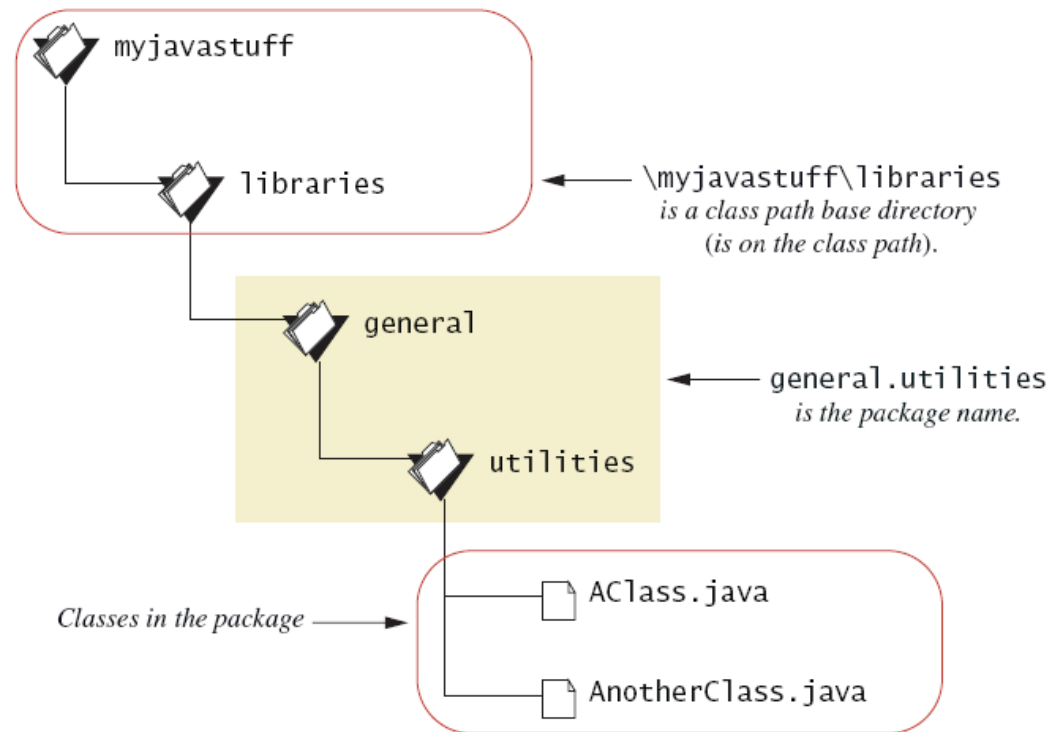 myjavastuff
libraries
\myjavastuff\libraries
is a class path base directory
(is on the class path).
general
general.utilities
is the package name.
utilities
AClass.java
Classes in the package
AnotherClass.java